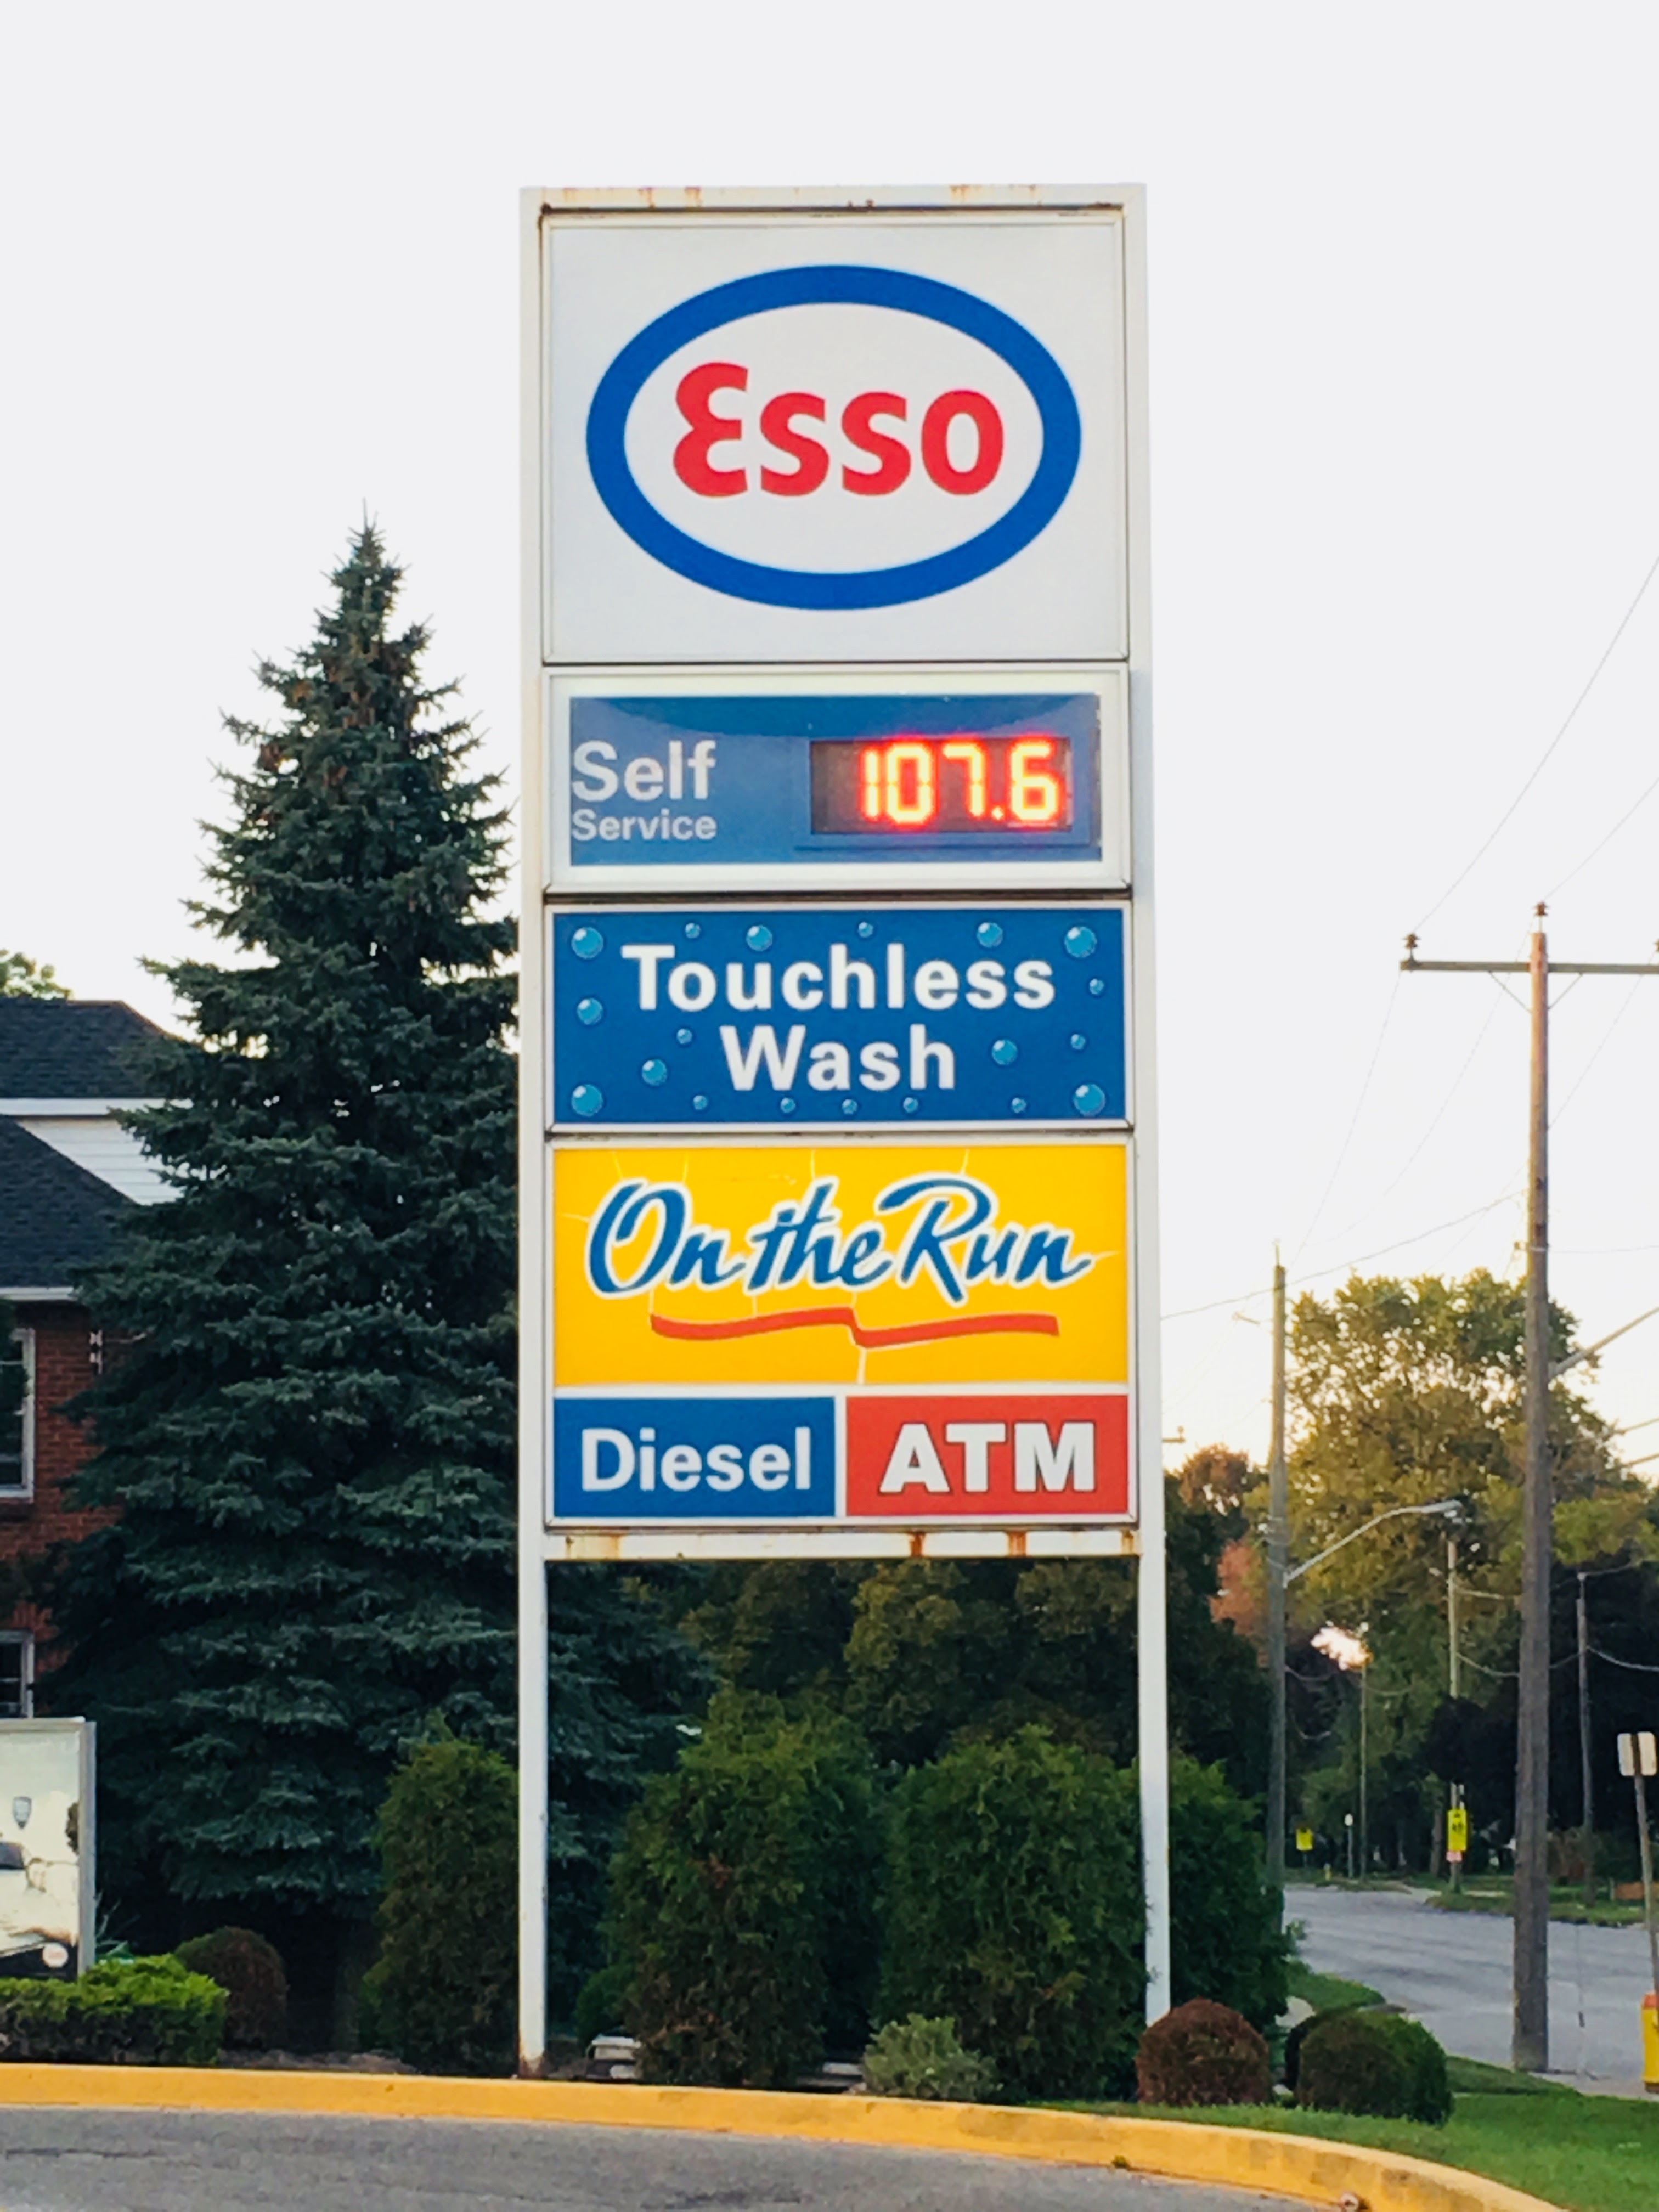 Esso
Self
Service
107.6
Touchless
Wash
On the Run
Diesel
ATM